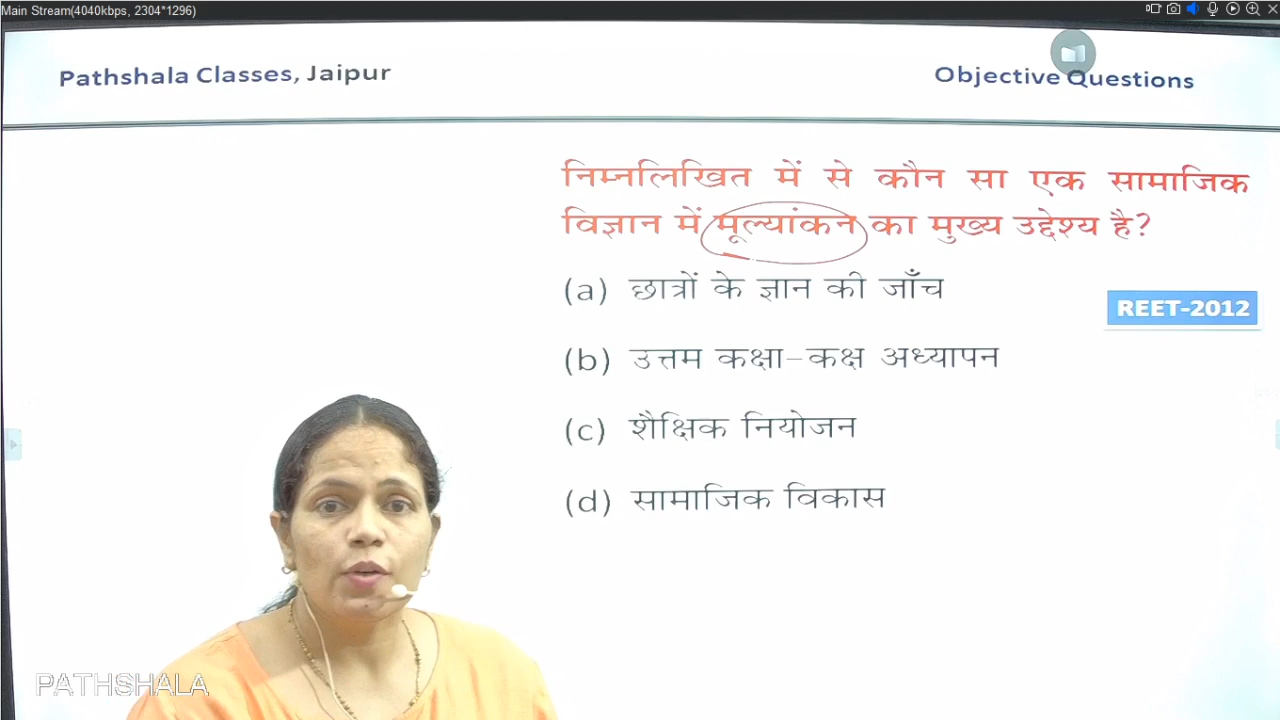 Main Stream(4040kbps, 2304*1296)
Pathshala Classes, Jaipur
Objective Questions
निम्नलिखित में से कौन सा एक सामाजिक
विज्ञान में मूल्यांकन का मुख्य उद्देश्य है?
(a) छात्रों के ज्ञान की जाँच
REET-2012
(b) उत्तम कक्षा–कक्ष अध्यापन
(c) शैक्षिक नियोजन
(d) सामाजिक विकास
PATHSHALA